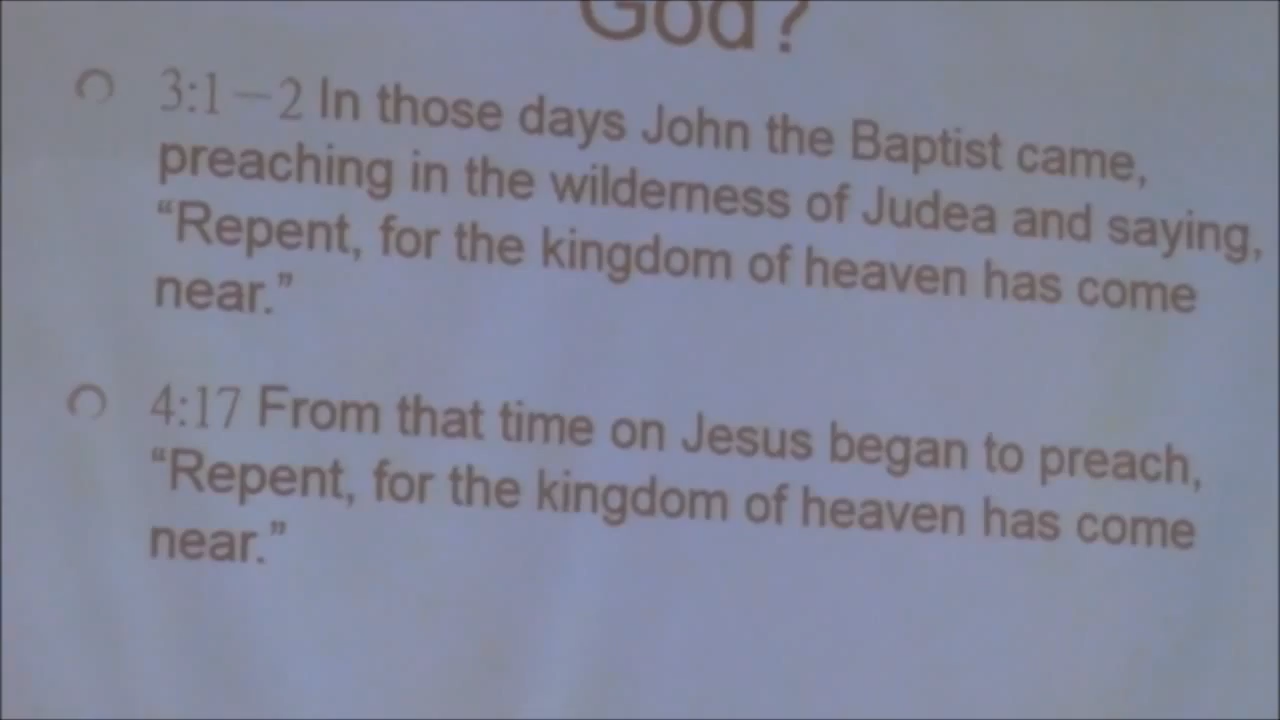 God?
3:1–2 In those days John the Baptist came,
preaching in the wilderness of Judea and saying,
“Repent, for the kingdom of heaven has come
near.”
4:17 From that time on Jesus began to preach,
“Repent, for the kingdom of heaven has come
near.”